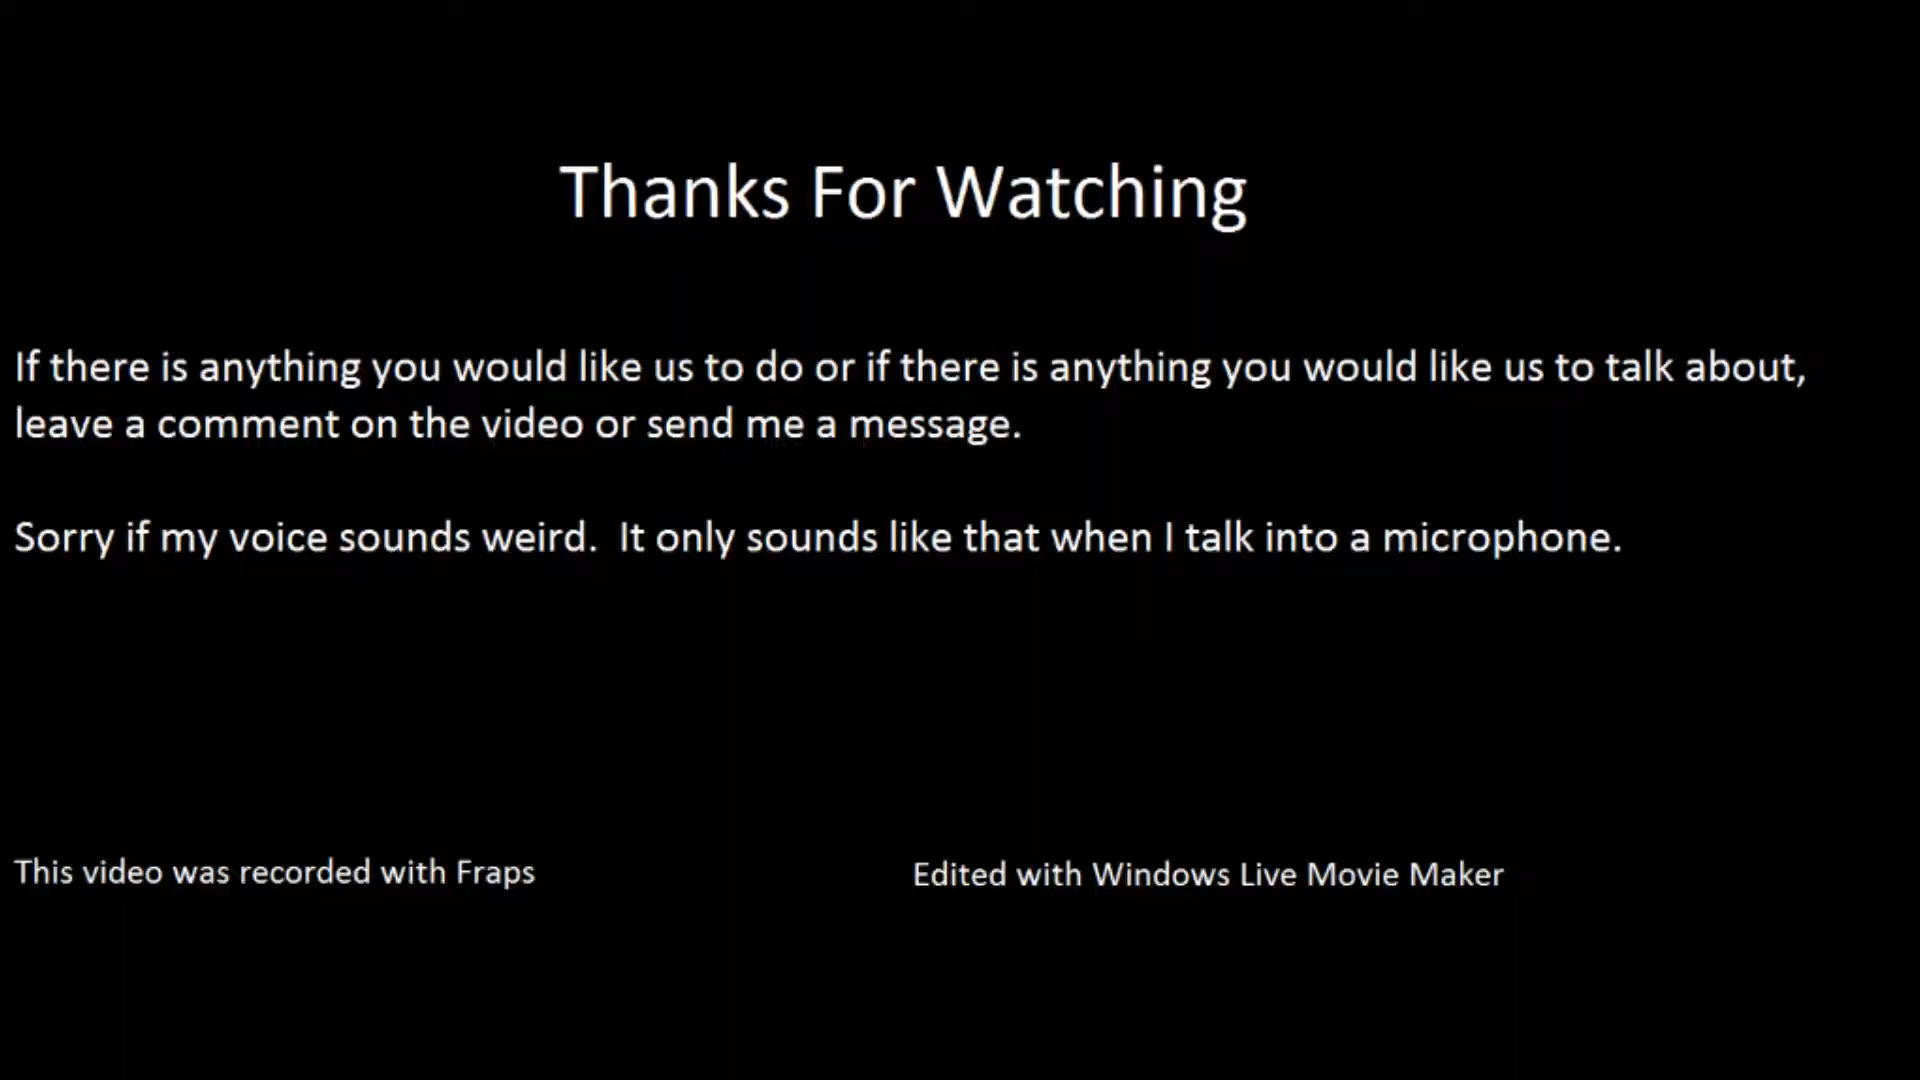 Thanks For Watching
If there is anything you would like us to do or if there is anything you would like us to talk about,
leave a comment on the video or send me a message.
Sorry if my voice sounds weird.  It only sounds like that when I talk into a microphone.
This video was recorded with Fraps
Edited with Windows Live Movie Maker